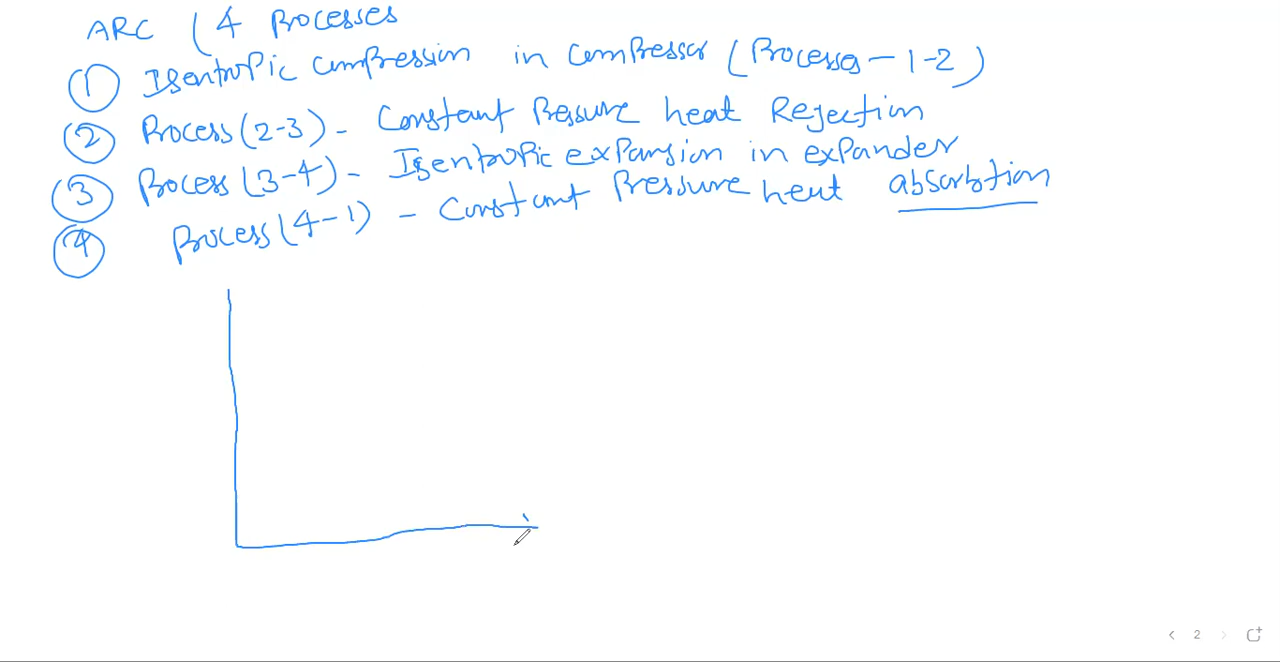 ARC (4 Processes
① Isentropic compression in compressor (Process - 1-2)
② Process (2-3) - Constant Pressure heat Rejection
③ Process (3-4) - Isentropic expansion in expander
④ Process (4-1) - Constant Pressure heat absorbtion
2